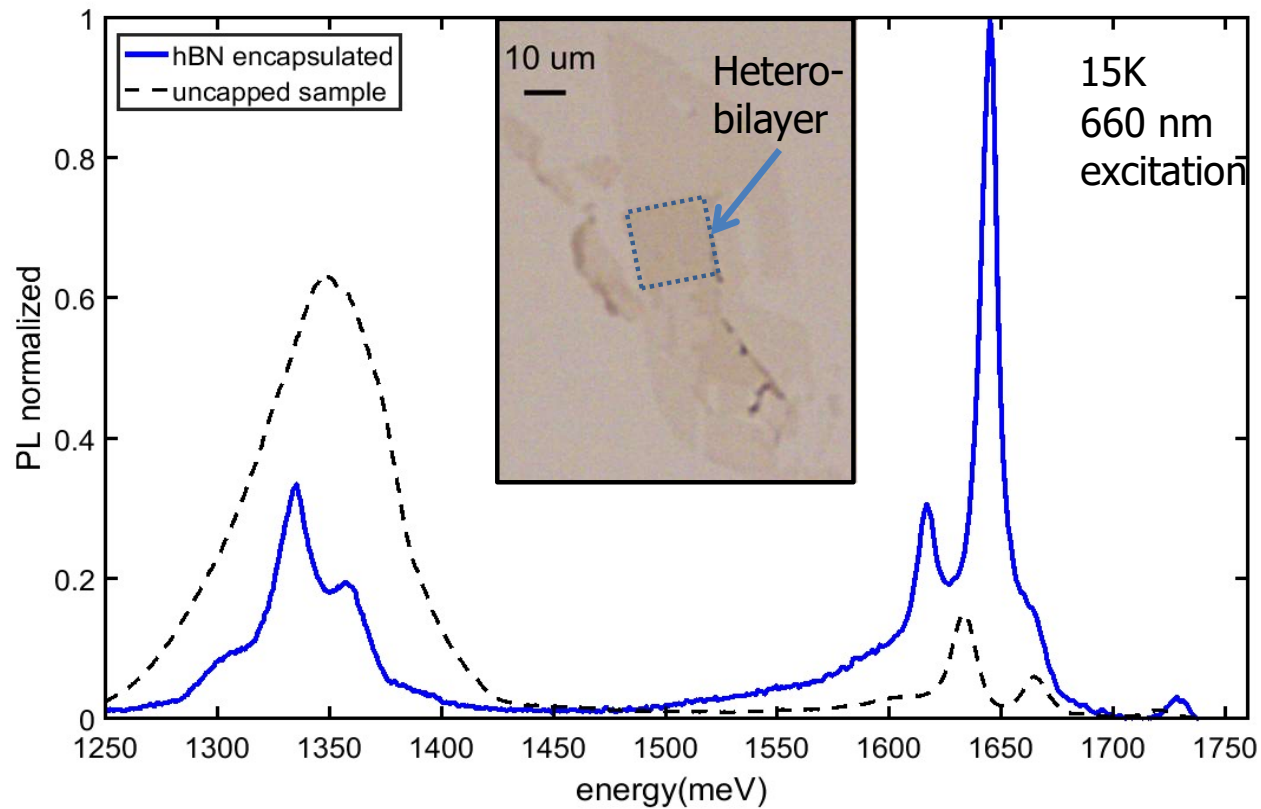 hBN encapsulated
uncapped sample
10 um
Hetero-
bilayer
15K
660 nm
excitation
PL normalized
1
0.8
0.6
0.4
0.2
0
1250 1300 1350 1400 1450 1500 1550 1600 1650 1700 1750
energy(meV)